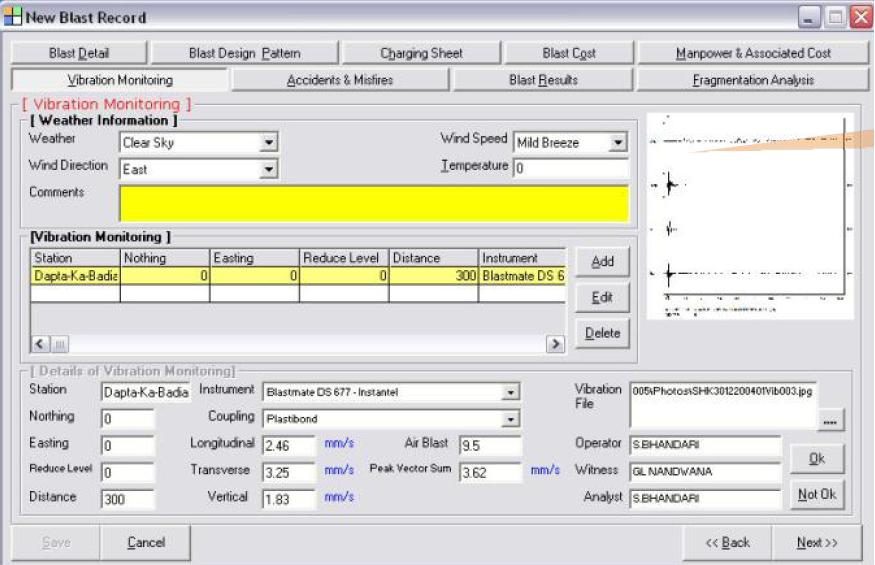 New Blast Record
Blast Detail Blast Design Pattern Charging Sheet Blast Cost Manpower & Associated Cost
Vibration Monitoring Accidents & Misfires Blast Results Fragmentation Analysis
[ Vibration Monitoring ]
[ Weather Information ]
Weather Clear Sky Wind Speed Mild Breeze
Wind Direction East Temperature 0
Comments
[Vibration Monitoring ]
Station Nothing Easting Reduce Level Distance Instrument
Dapta-Ka-Badia 0 0 0 300 Blastmate DS 6
Add
Edit
Delete
[ Details of Vibration Monitoring]
Station Dapta-Ka-Badia Instrument Blastmate DS 677 - Instantel Vibration File 005\Photos\SHK3012200401Vib003.jpg
....
Northing 0 Coupling Plastibond
Easting 0 Longitudinal 2.46 mm/s Air Blast 9.5 Operator S.BHANDARI
Ok
Reduce Level 0 Transverse 3.25 mm/s Peak Vector Sum 3.62 mm/s Witness GL NANDWANA
Distance 300 Vertical 1.83 mm/s Analyst S.BHANDARI
Not Ok
Save Cancel << Back Next >>